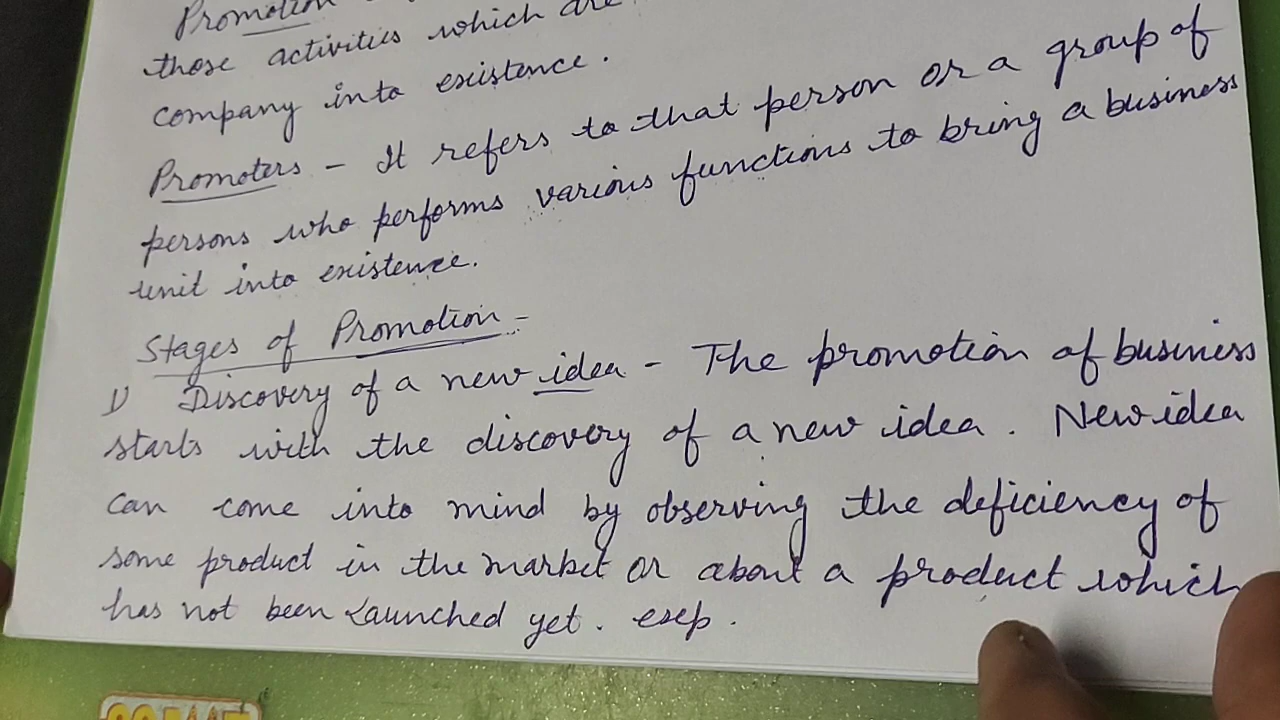 Promotion
those activities which are
company into existence.
Promoters - It refers to that person or a group of
persons who performs various functions to bring a business
unit into existence.
Stages of Promotion -
1) Discovery of a new idea - The promotion of business
starts with the discovery of a new idea. New idea
can come into mind by observing the deficiency of
some product in the market or about a product which
has not been Launched yet.